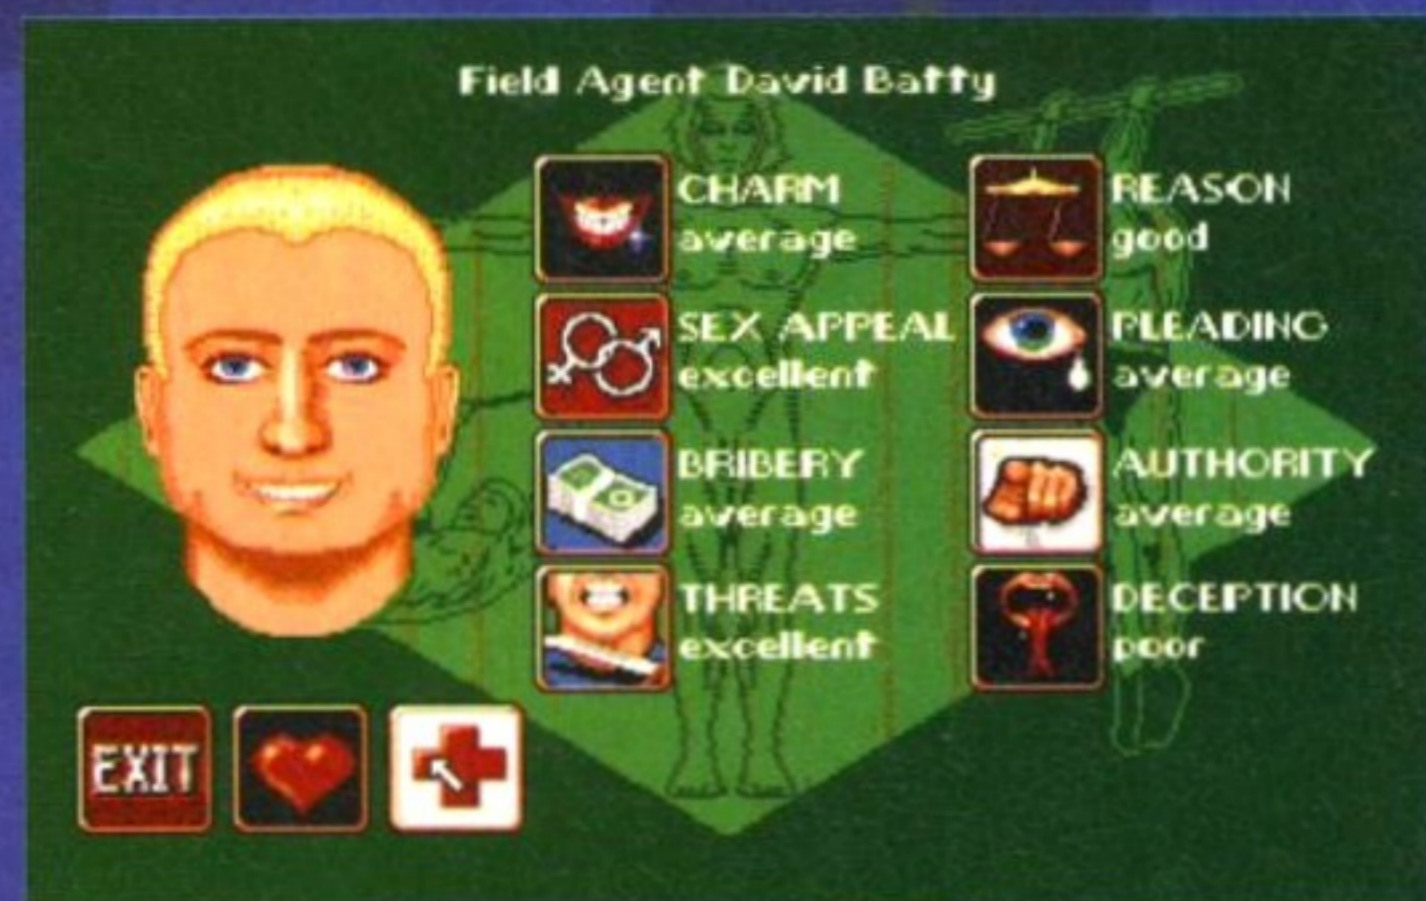 Field Agent David Batty
CHARM
average
SEX APPEAL
excellent
BRIBERY
average
THREATS
excellent
REASON
good
PLEADING
average
AUTHORITY
average
DECEPTION
poor
EXIT